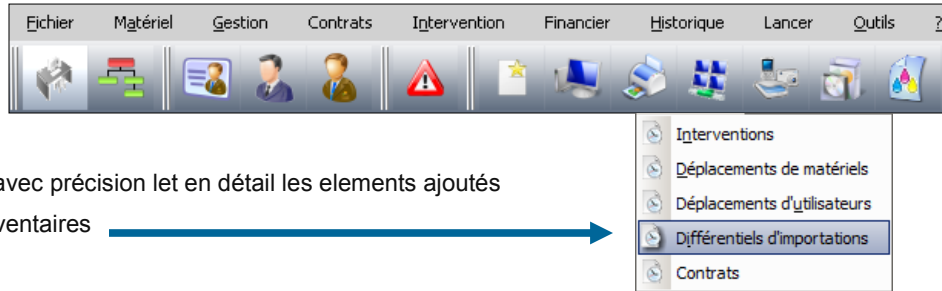 Fichier Matériel Gestion Contrats Intervention Financier Historique Lancer Outils ?
Interventions
Déplacements de matériels
avec précision let en détail les elements ajoutés
Déplacements d'utilisateurs
ventaires
Différentiels d'importations
Contrats